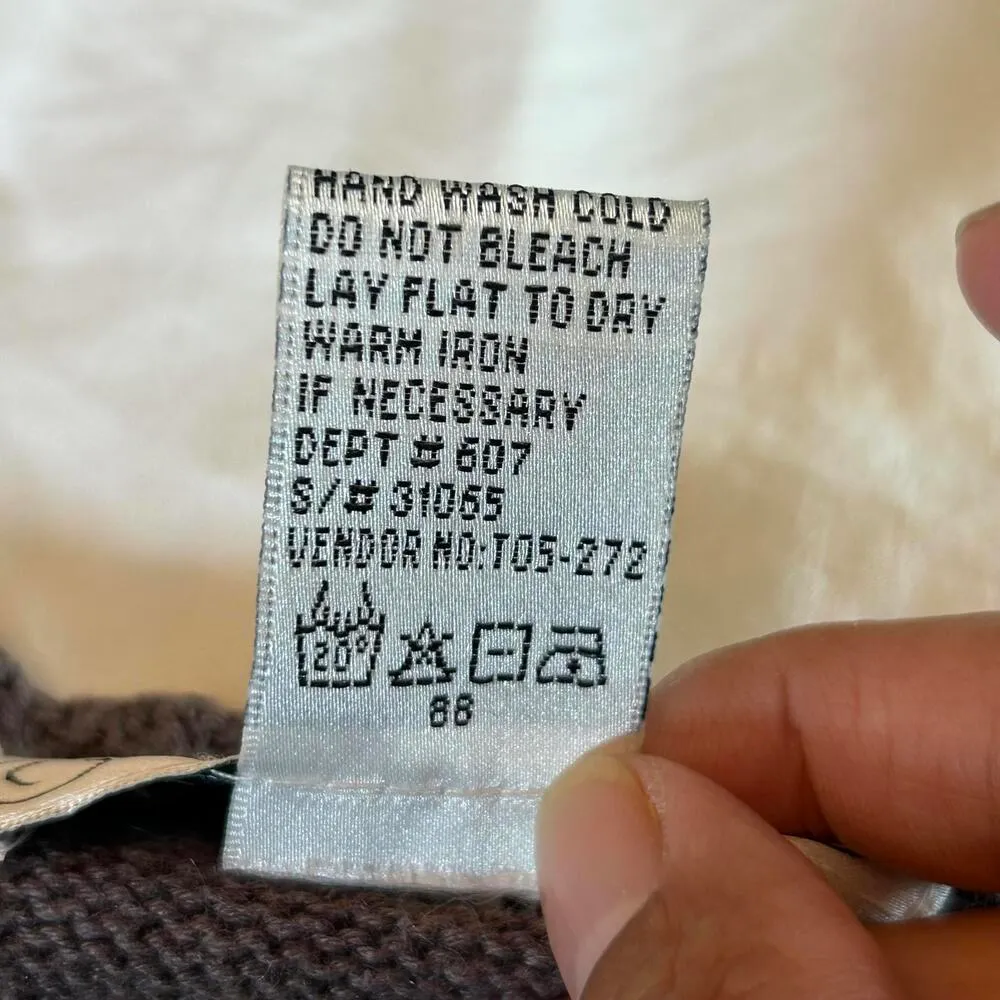 HAND WASH COLD
DO NOT BLEACH
LAY FLAT TO DRY
WARM IRON
IF NECESSARY
DEPT # 607
S/# 31065
VENDOR NO:T05-272
20°
88